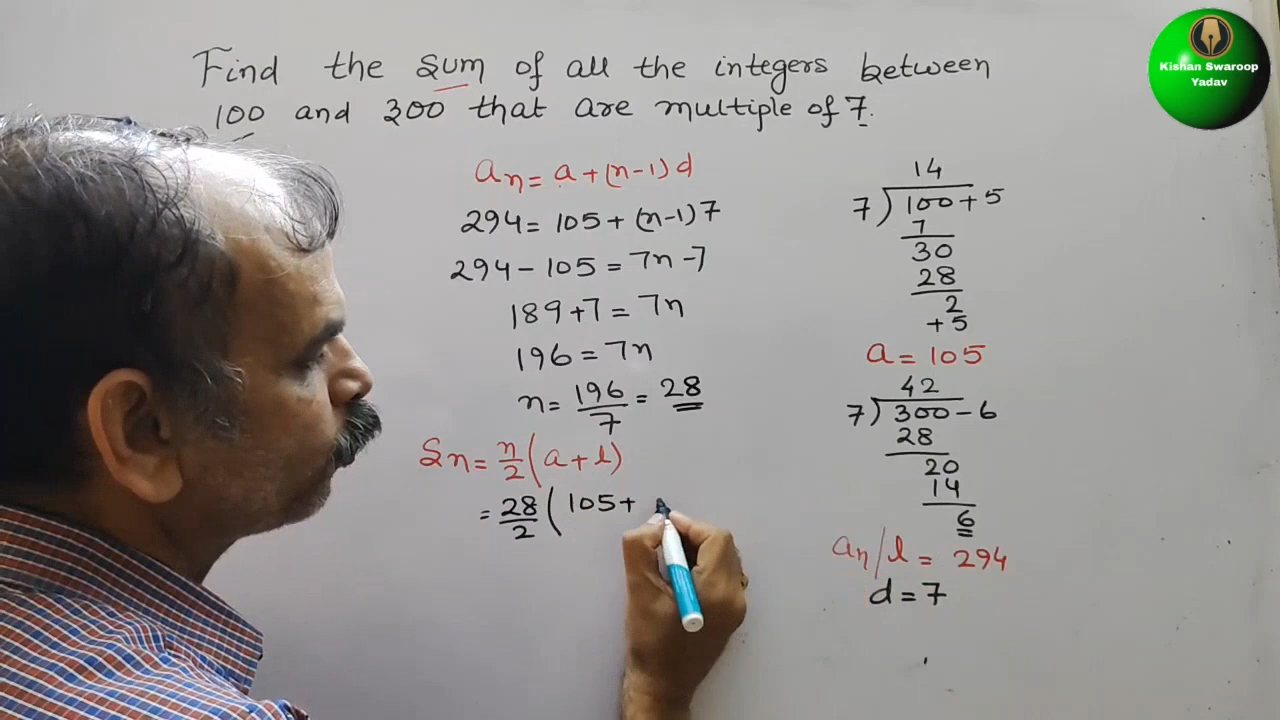 Find the sum of all the integers between
100 and 300 that are multiple of 7.
an = a + (n-1) d
294 = 105 + (n-1) 7
294 - 105 = 7n - 7
189 + 7 = 7n
196 = 7n
n = 196/7 = 28
Sn = n/2 (a + l)
= 28/2 ( 105 +
14
7) 100 + 5
7
30
28
2
+ 5
a = 105
42
7) 300 - 6
28
20
14
6
an/l = 294
d = 7
Kishan Swaroop
Yadav